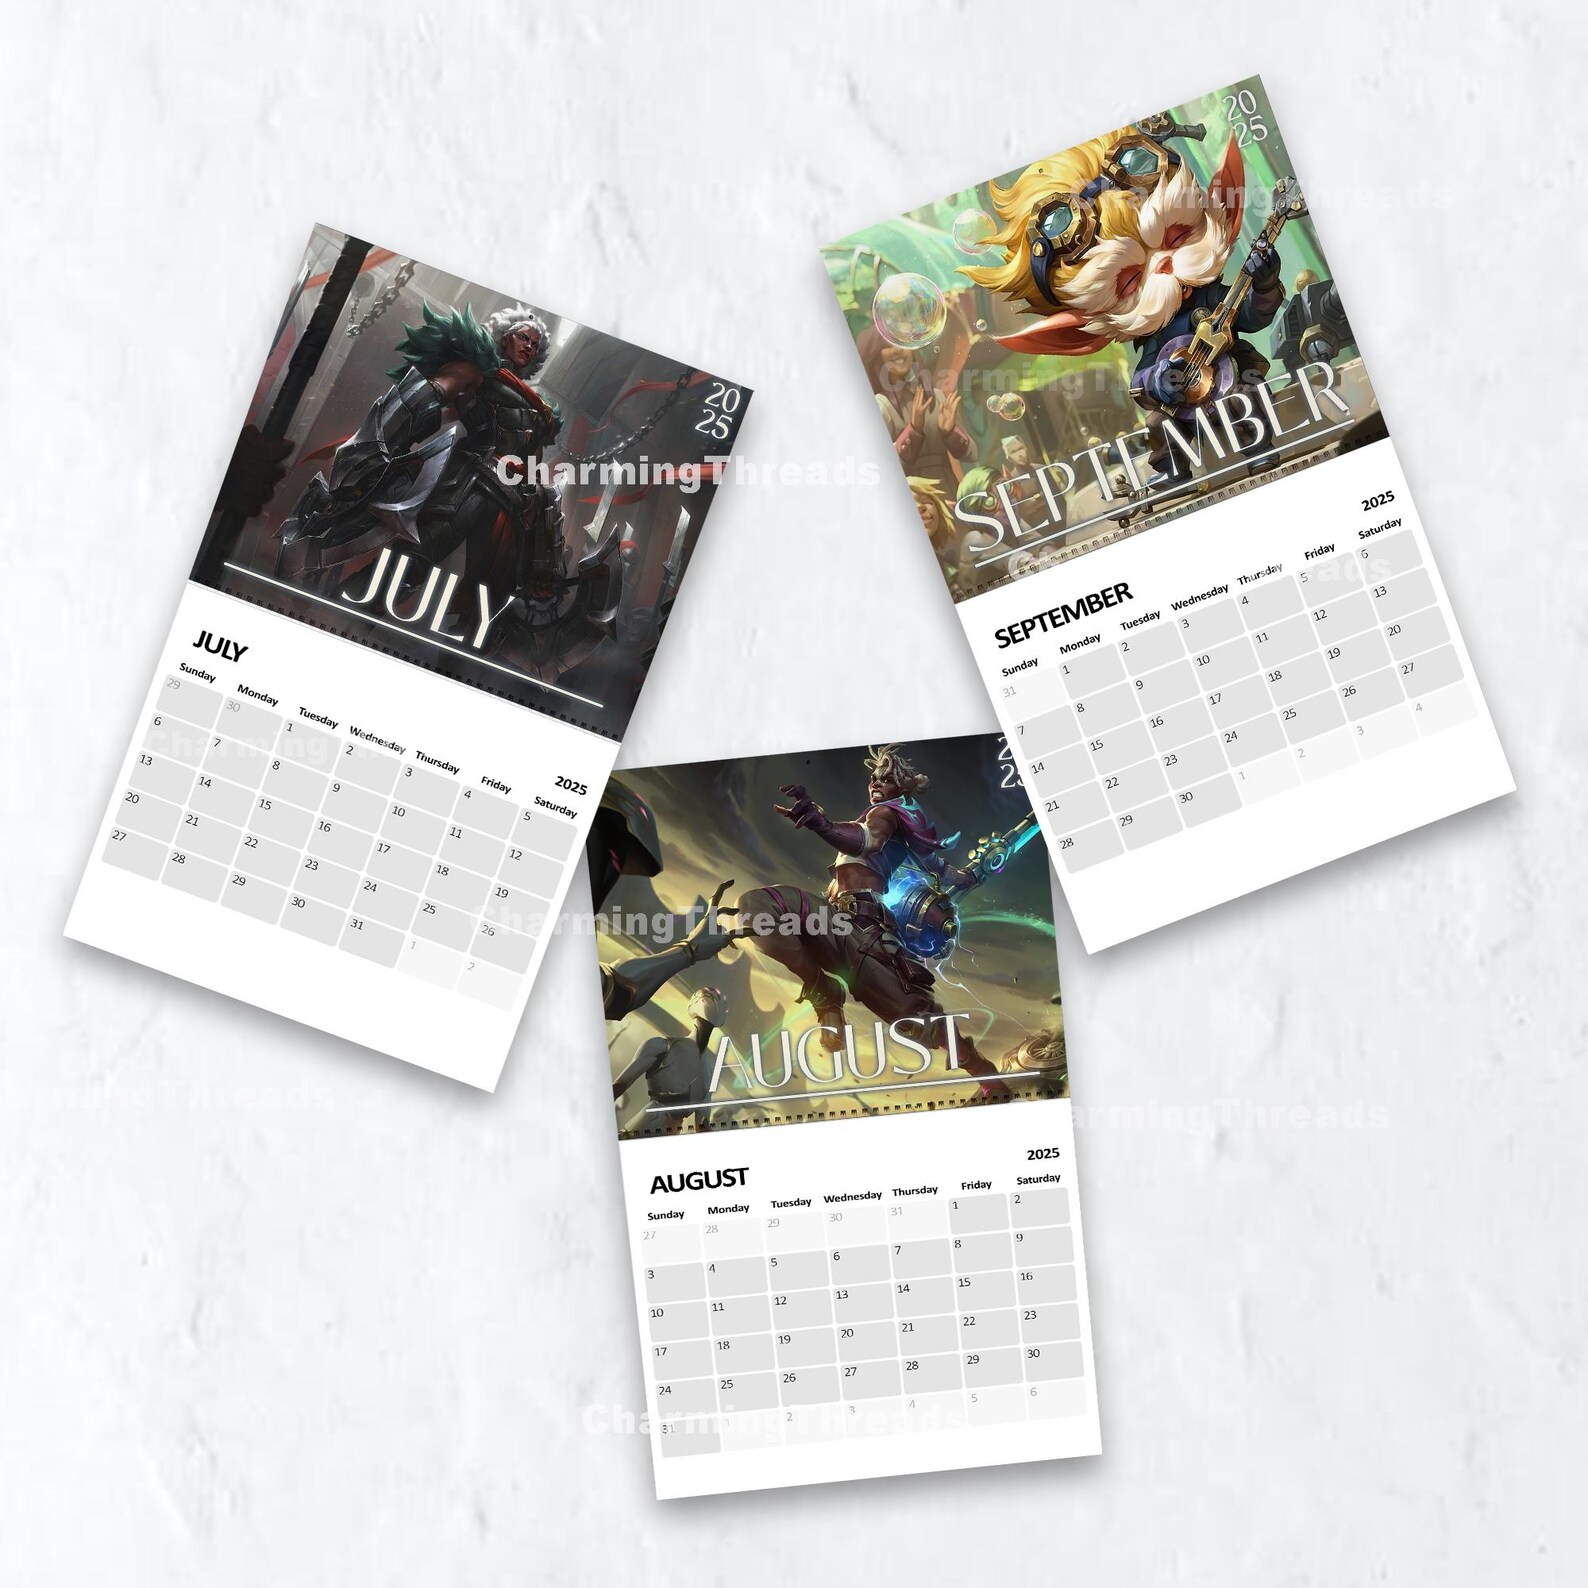 20
25
CharmingThreads
JULY
JULY
2025
Sunday Monday Tuesday Wednesday Thursday Friday Saturday
29 30 1 2 3 4 5
6 7 8 9 10 11 12
13 14 15 16 17 18 19
20 21 22 23 24 25 26
27 28 29 30 31 1 2
CharmingThreads
20
25
CharmingThreads
CharmingThreads
SEPTEMBER
SEPTEMBER
2025
Sunday Monday Tuesday Wednesday Thursday Friday Saturday
31 1 2 3 4 5 6
7 8 9 10 11 12 13
14 15 16 17 18 19 20
21 22 23 24 25 26 27
28 29 30 1 2 3 4
CharmingThreads
AUGUST
CharmingThreads
AUGUST
2025
Sunday Monday Tuesday Wednesday Thursday Friday Saturday
27 28 29 30 31 1 2
3 4 5 6 7 8 9
10 11 12 13 14 15 16
17 18 19 20 21 22 23
24 25 26 27 28 29 30
31 2 3 4 5 6
CharmingThreads